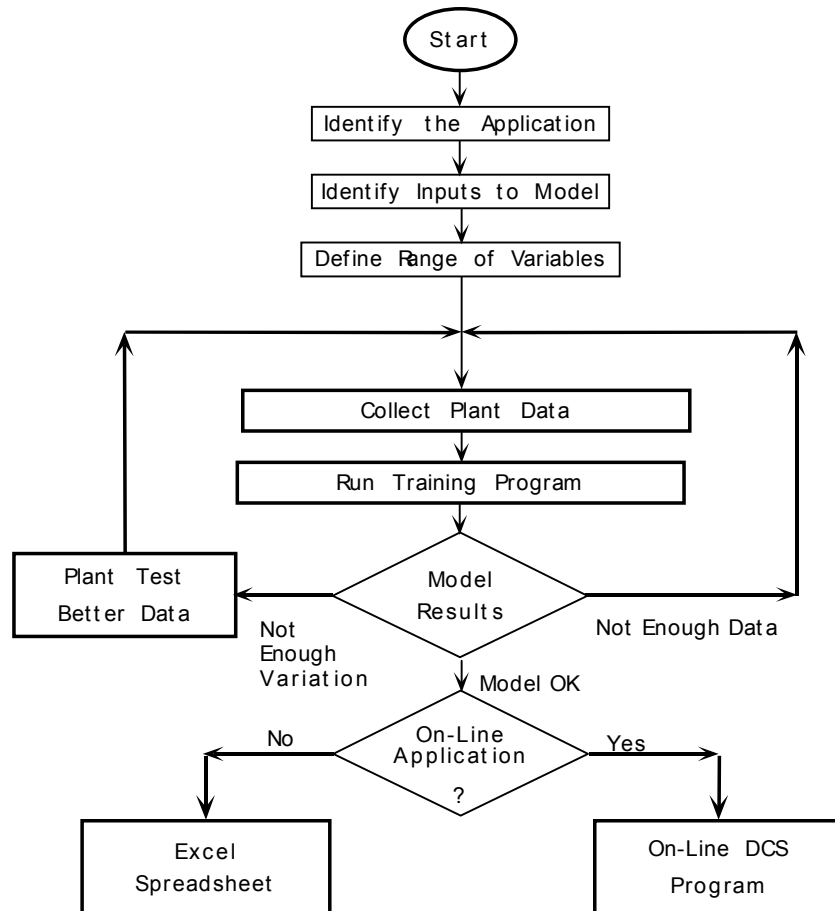 Start
Identify the Application
Identify Inputs to Model
Define Range of Variables
Collect Plant Data
Run Training Program
Plant Test
Better Data
Model
Results
Not
Enough
Variation
Not Enough Data
Model OK
No
On-Line
Application
?
Yes
Excel
Spreadsheet
On-Line DCS
Program